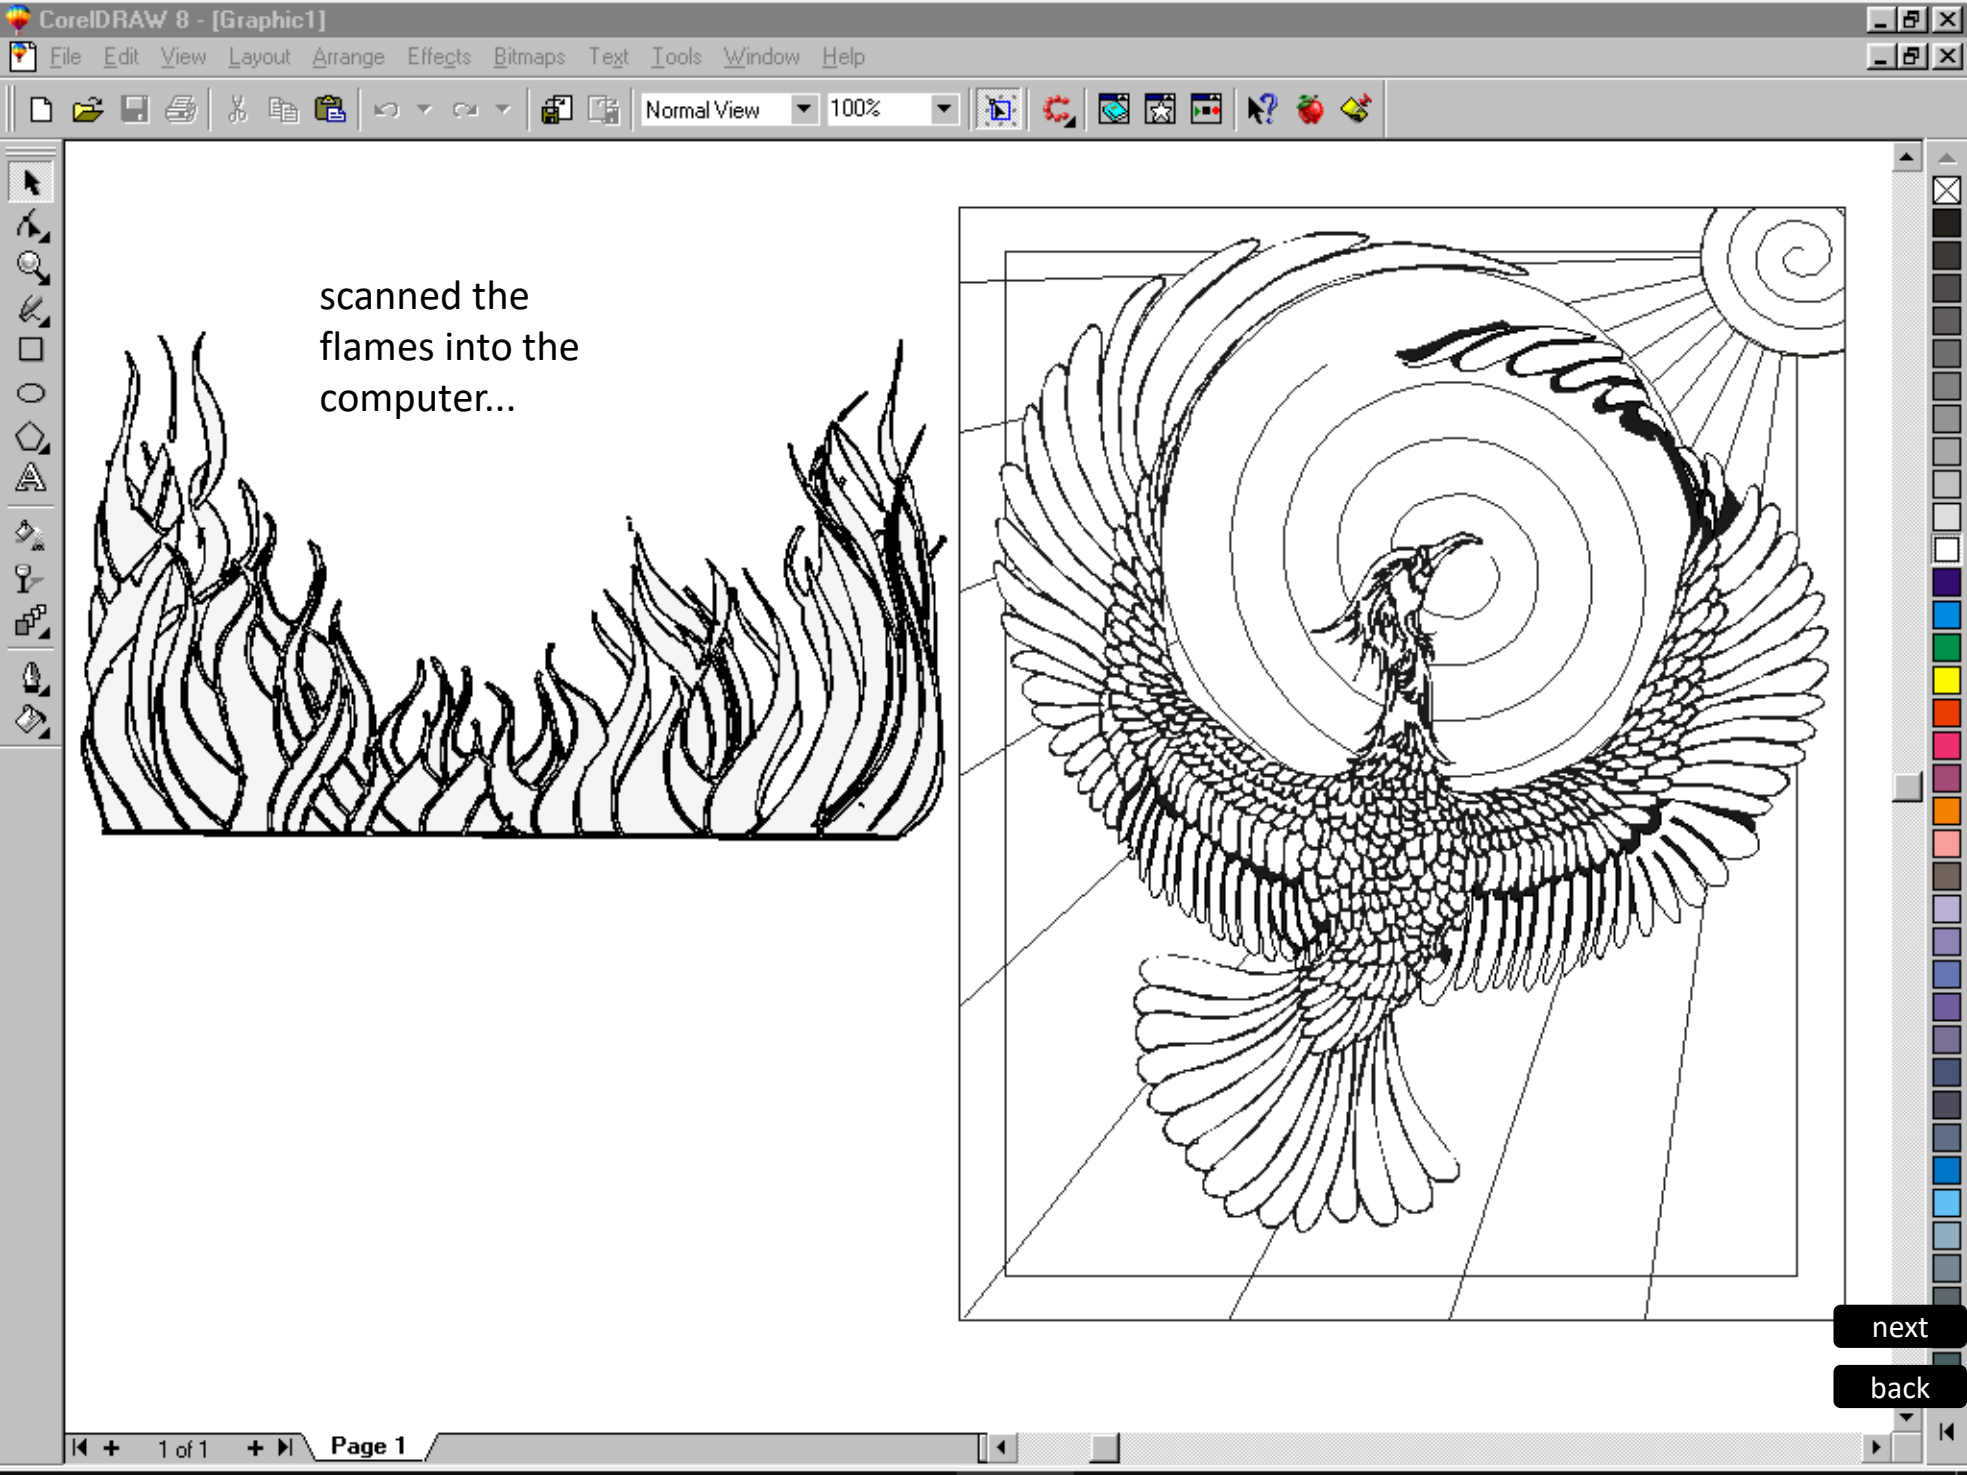 CorelDRAW 8 - [Graphic1]
File Edit View Layout Arrange Effects Bitmaps Text Tools Window Help
Normal View 100%
scanned the
flames into the
computer...
next
back
1 of 1 Page 1